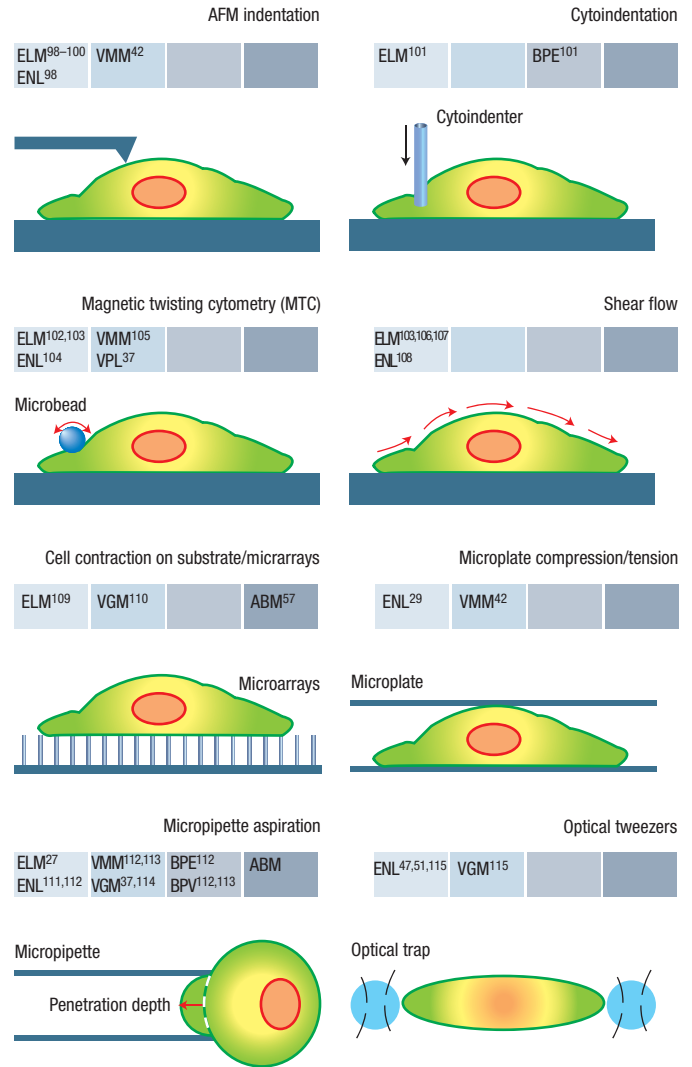 AFM indentation
ELM98–100 VMM42
ENL98
Cytoindentation
ELM101 BPE101
Cytoindenter
Magnetic twisting cytometry (MTC)
ELM102,103 VMM105
ENL104 VPL37
Microbead
Shear flow
ELM103,106,107
ENL108
Cell contraction on substrate/micrarrays
ELM109 VGM110 ABM57
Microarrays
Microplate compression/tension
ENL29 VMM42
Microplate
Micropipette aspiration
ELM27 VMM112,113 BPE112 ABM
ENL111,112 VGM37,114 BPV112,113
Micropipette
Penetration depth
Optical tweezers
ENL47,51,115 VGM115
Optical trap